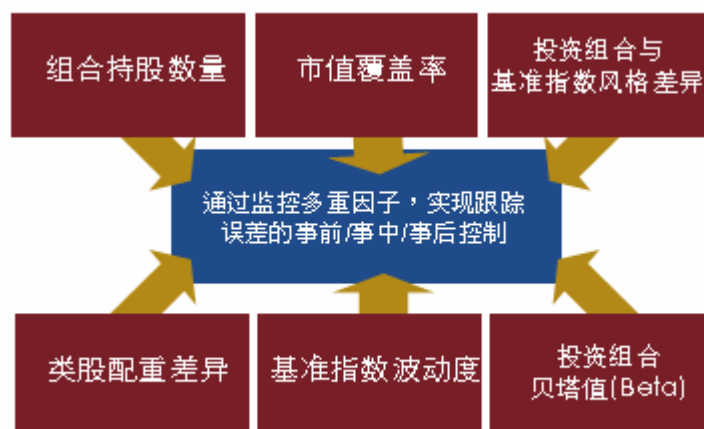 组合持股数量
市值覆盖率
投资组合与
基准指数风格差异
通过监控多重因子，实现跟踪
误差的事前/事中/事后控制
类股配重差异
基准指数波动度
投资组合
贝塔值(Beta)